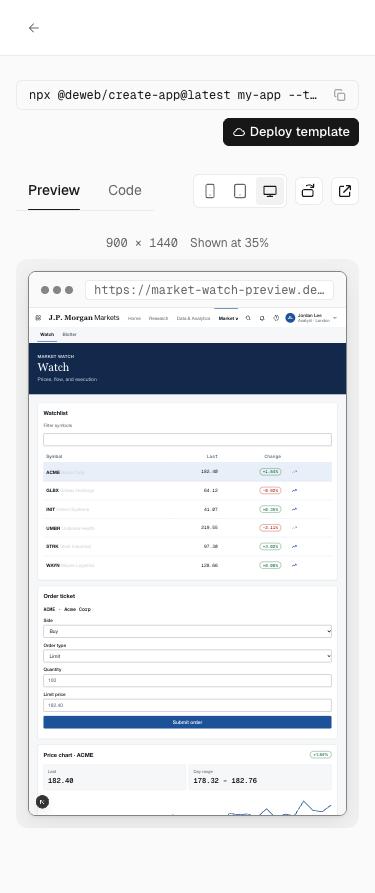 npx @deweb/create-app@latest my-app --t…
Deploy template
Preview Code
900 × 1440 Shown at 35%
https://market-watch-preview.de…
J.P. Morgan Markets Home Research Data & Analytics Market v Jordan Lee
Analyst · London
Watch Blotter
MARKET WATCH
Watch
Prices, flow, and execution
Watchlist
Filter symbols
Symbol Last Change
ACME 182.40 +1.84%
GLBX 64.12 -0.92%
INIT 41.07 +0.35%
UMBR 219.55 -2.11%
STRK 97.30 +3.02%
WAYN 128.66 +0.08%
Order ticket
ACME - Acme Corp
Side
Buy
Order type
Limit
Quantity
100
Limit price
182.40
Submit order
Price chart · ACME +1.84%
Last Day range
182.40 178.32 – 182.76
N